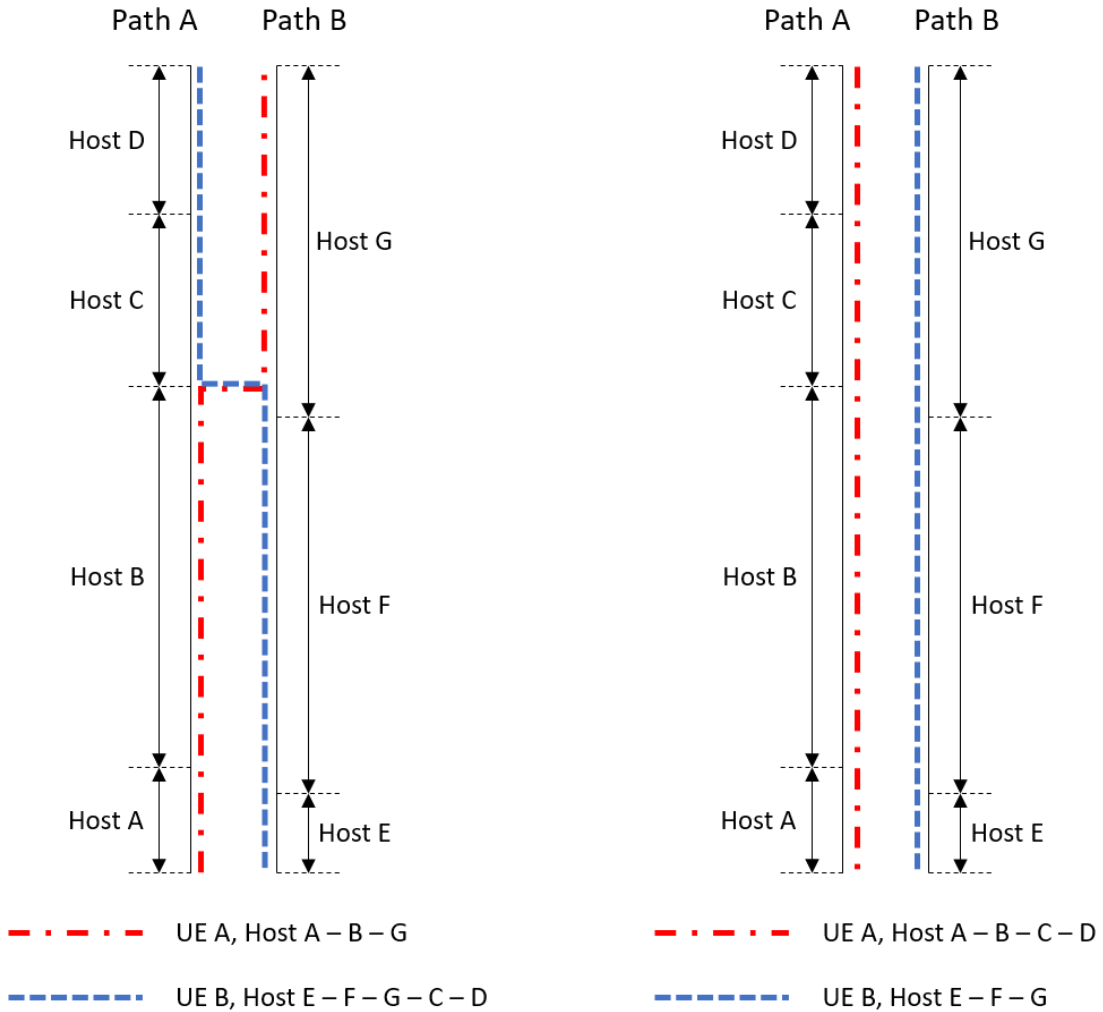 Path A
Path B
Host D
Host C
Host B
Host A
Host G
Host F
Host E
UE A, Host A – B – G
UE B, Host E – F – G – C – D
Path A
Path B
Host D
Host C
Host B
Host A
Host G
Host F
Host E
UE A, Host A – B – C – D
UE B, Host E – F – G